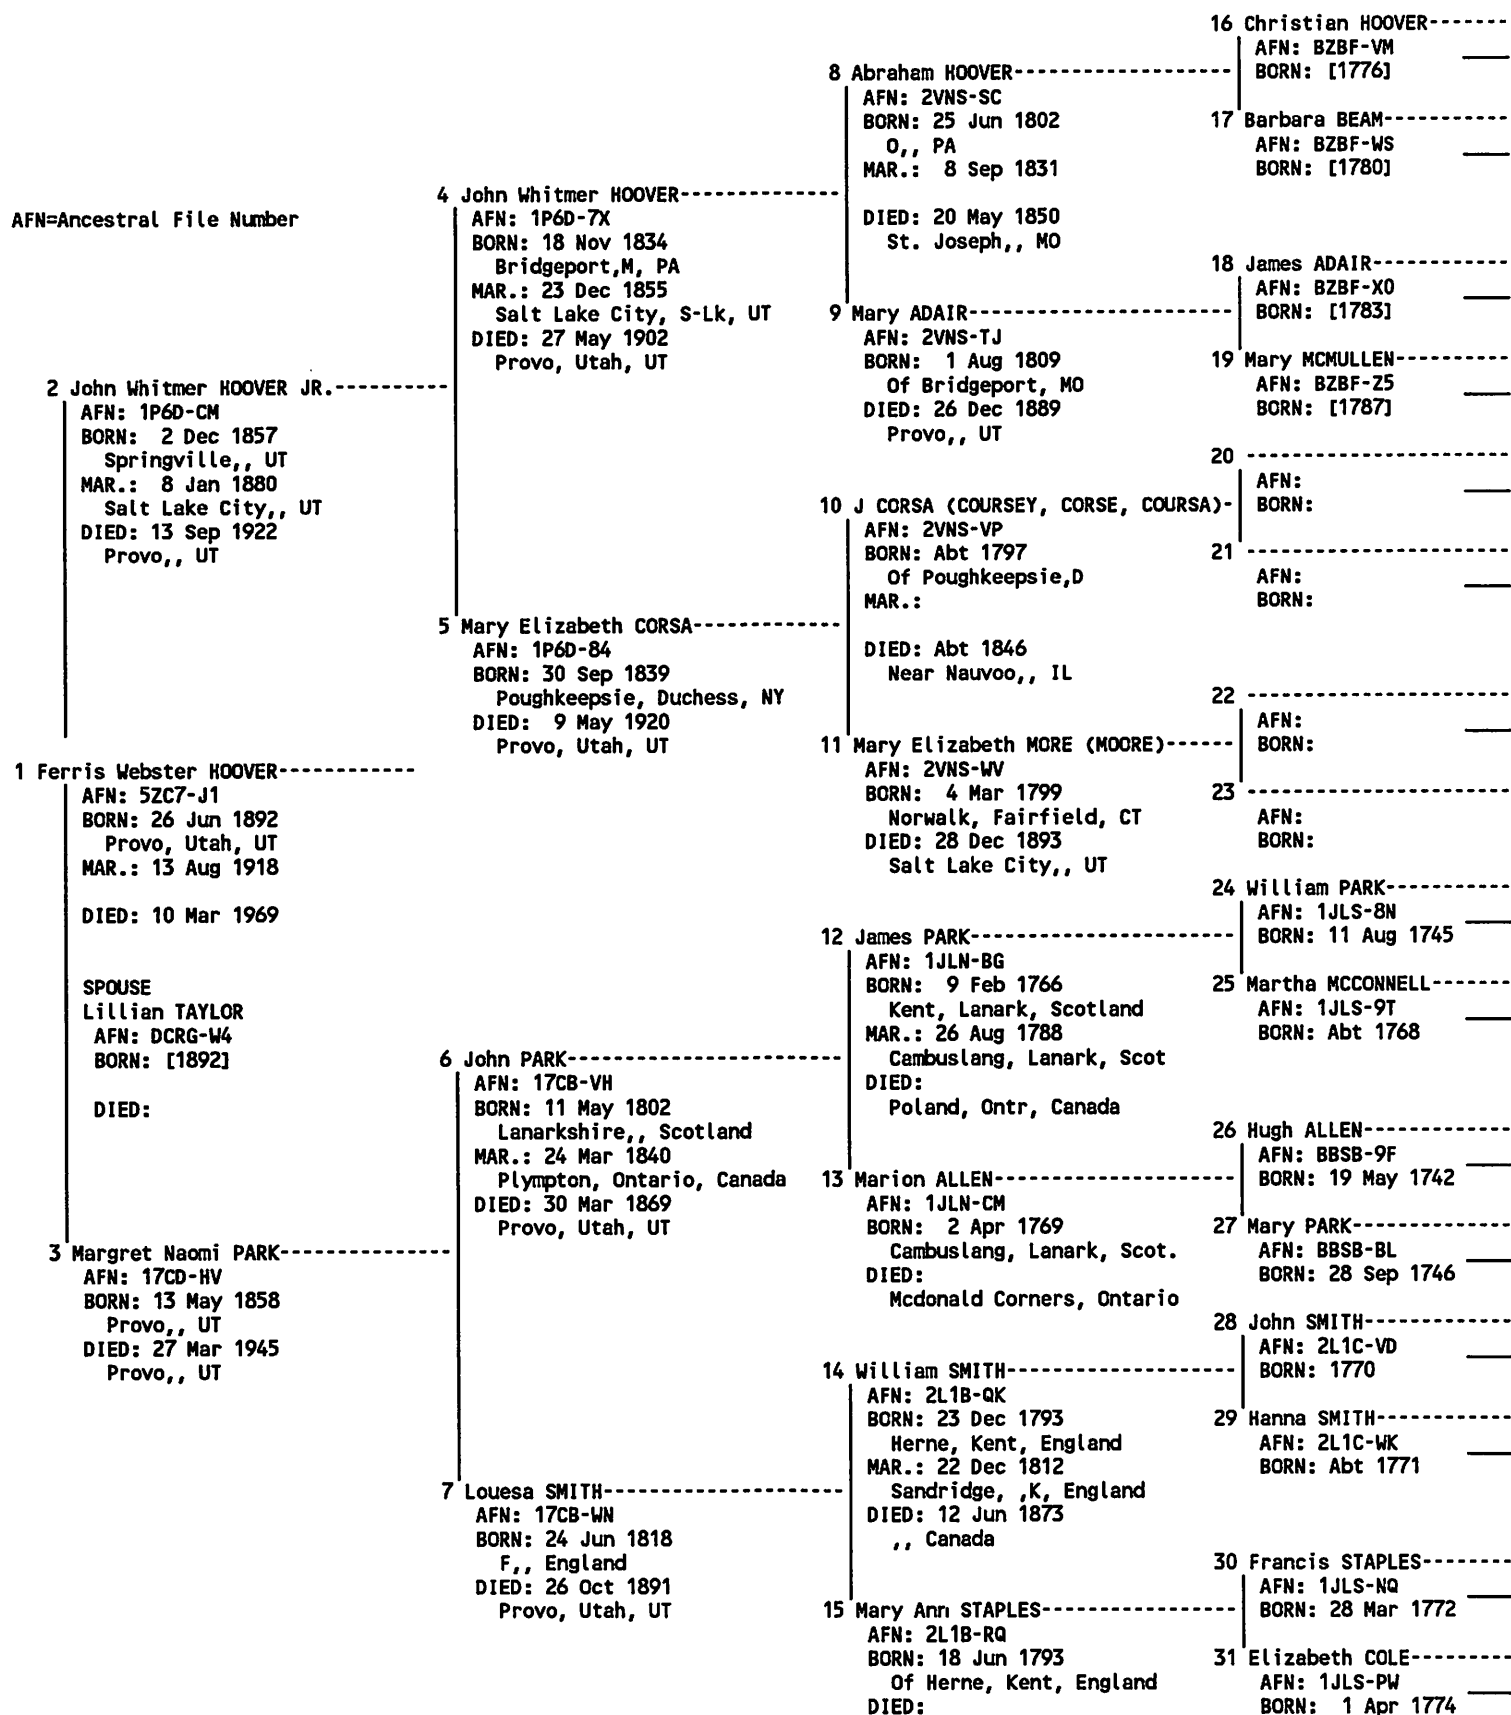 AFN=Ancestral File Number
1 Ferris Webster HOOVER
AFN: 5ZC7-J1
BORN: 26 Jun 1892
Provo, Utah, UT
MAR.: 13 Aug 1918
DIED: 10 Mar 1969
SPOUSE
Lillian TAYLOR
AFN: DCRG-W4
BORN: [1892]
DIED:
2 John Whitmer HOOVER JR.
AFN: 1P6D-CM
BORN: 2 Dec 1857
Springville,, UT
MAR.: 8 Jan 1880
Salt Lake City,, UT
DIED: 13 Sep 1922
Provo,, UT
3 Margret Naomi PARK
AFN: 17CD-HV
BORN: 13 May 1858
Provo,, UT
DIED: 27 Mar 1945
Provo,, UT
4 John Whitmer HOOVER
AFN: 1P6D-7X
BORN: 18 Nov 1834
Bridgeport,M, PA
MAR.: 23 Dec 1855
Salt Lake City, S-Lk, UT
DIED: 27 May 1902
Provo, Utah, UT
5 Mary Elizabeth CORSA
AFN: 1P6D-84
BORN: 30 Sep 1839
Poughkeepsie, Duchess, NY
DIED: 9 May 1920
Provo, Utah, UT
6 John PARK
AFN: 17CB-VH
BORN: 11 May 1802
Lanarkshire,, Scotland
MAR.: 24 Mar 1840
Plympton, Ontario, Canada
DIED: 30 Mar 1869
Provo, Utah, UT
7 Louesa SMITH
AFN: 17CB-WN
BORN: 24 Jun 1818
F,, England
DIED: 26 Oct 1891
Provo, Utah, UT
8 Abraham HOOVER
AFN: 2VNS-SC
BORN: 25 Jun 1802
O,, PA
MAR.: 8 Sep 1831
DIED: 20 May 1850
St. Joseph,, MO
9 Mary ADAIR
AFN: 2VNS-TJ
BORN: 1 Aug 1809
Of Bridgeport, MO
DIED: 26 Dec 1889
Provo,, UT
10 J CORSA (COURSEY, CORSE, COURSA)
AFN: 2VNS-VP
BORN: Abt 1797
Of Poughkeepsie,D
MAR.:
DIED: Abt 1846
Near Nauvoo,, IL
11 Mary Elizabeth MORE (MOORE)
AFN: 2VNS-WV
BORN: 4 Mar 1799
Norwalk, Fairfield, CT
DIED: 28 Dec 1893
Salt Lake City,, UT
12 James PARK
AFN: 1JLN-BG
BORN: 9 Feb 1766
Kent, Lanark, Scotland
MAR.: 26 Aug 1788
Cambuslang, Lanark, Scot
DIED:
Poland, Ontr, Canada
13 Marion ALLEN
AFN: 1JLN-CM
BORN: 2 Apr 1769
Cambuslang, Lanark, Scot.
DIED:
Mcdonald Corners, Ontario
14 William SMITH
AFN: 2L1B-QK
BORN: 23 Dec 1793
Herne, Kent, England
MAR.: 22 Dec 1812
Sandridge, ,K, England
DIED: 12 Jun 1873
,, Canada
15 Mary Ann STAPLES
AFN: 2L1B-RQ
BORN: 18 Jun 1793
Of Herne, Kent, England
DIED:
16 Christian HOOVER
AFN: BZBF-VM
BORN: [1776]
17 Barbara BEAM
AFN: BZBF-WS
BORN: [1780]
18 James ADAIR
AFN: BZBF-X0
BORN: [1783]
19 Mary MCMULLEN
AFN: BZBF-Z5
BORN: [1787]
20
AFN:
BORN:
21
AFN:
BORN:
22
AFN:
BORN:
23
AFN:
BORN:
24 William PARK
AFN: 1JLS-8N
BORN: 11 Aug 1745
25 Martha MCCONNELL
AFN: 1JLS-9T
BORN: Abt 1768
26 Hugh ALLEN
AFN: BBSB-9F
BORN: 19 May 1742
27 Mary PARK
AFN: BBSB-BL
BORN: 28 Sep 1746
28 John SMITH
AFN: 2L1C-VD
BORN: 1770
29 Hanna SMITH
AFN: 2L1C-WK
BORN: Abt 1771
30 Francis STAPLES
AFN: 1JLS-NQ
BORN: 28 Mar 1772
31 Elizabeth COLE
AFN: 1JLS-PW
BORN: 1 Apr 1774